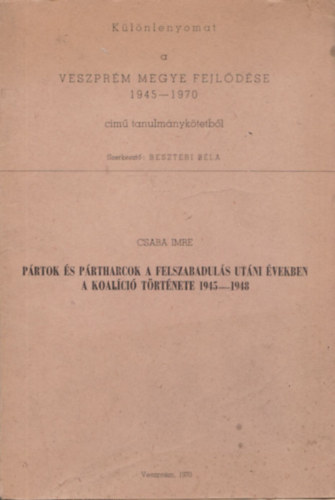 Különlenyomat
a
VESZPRÉM MEGYE FEJLŐDÉSE
1945—1970
című tanulmánykötetből
Szerkesztő: BESZTERI BÉLA
CSABA IMRE
PÁRTOK ÉS PÁRTHARCOK A FELSZABADULÁS UTÁNI ÉVEKBEN
A KOALÍCIÓ TÖRTÉNETE 1945—1948
Veszprém,